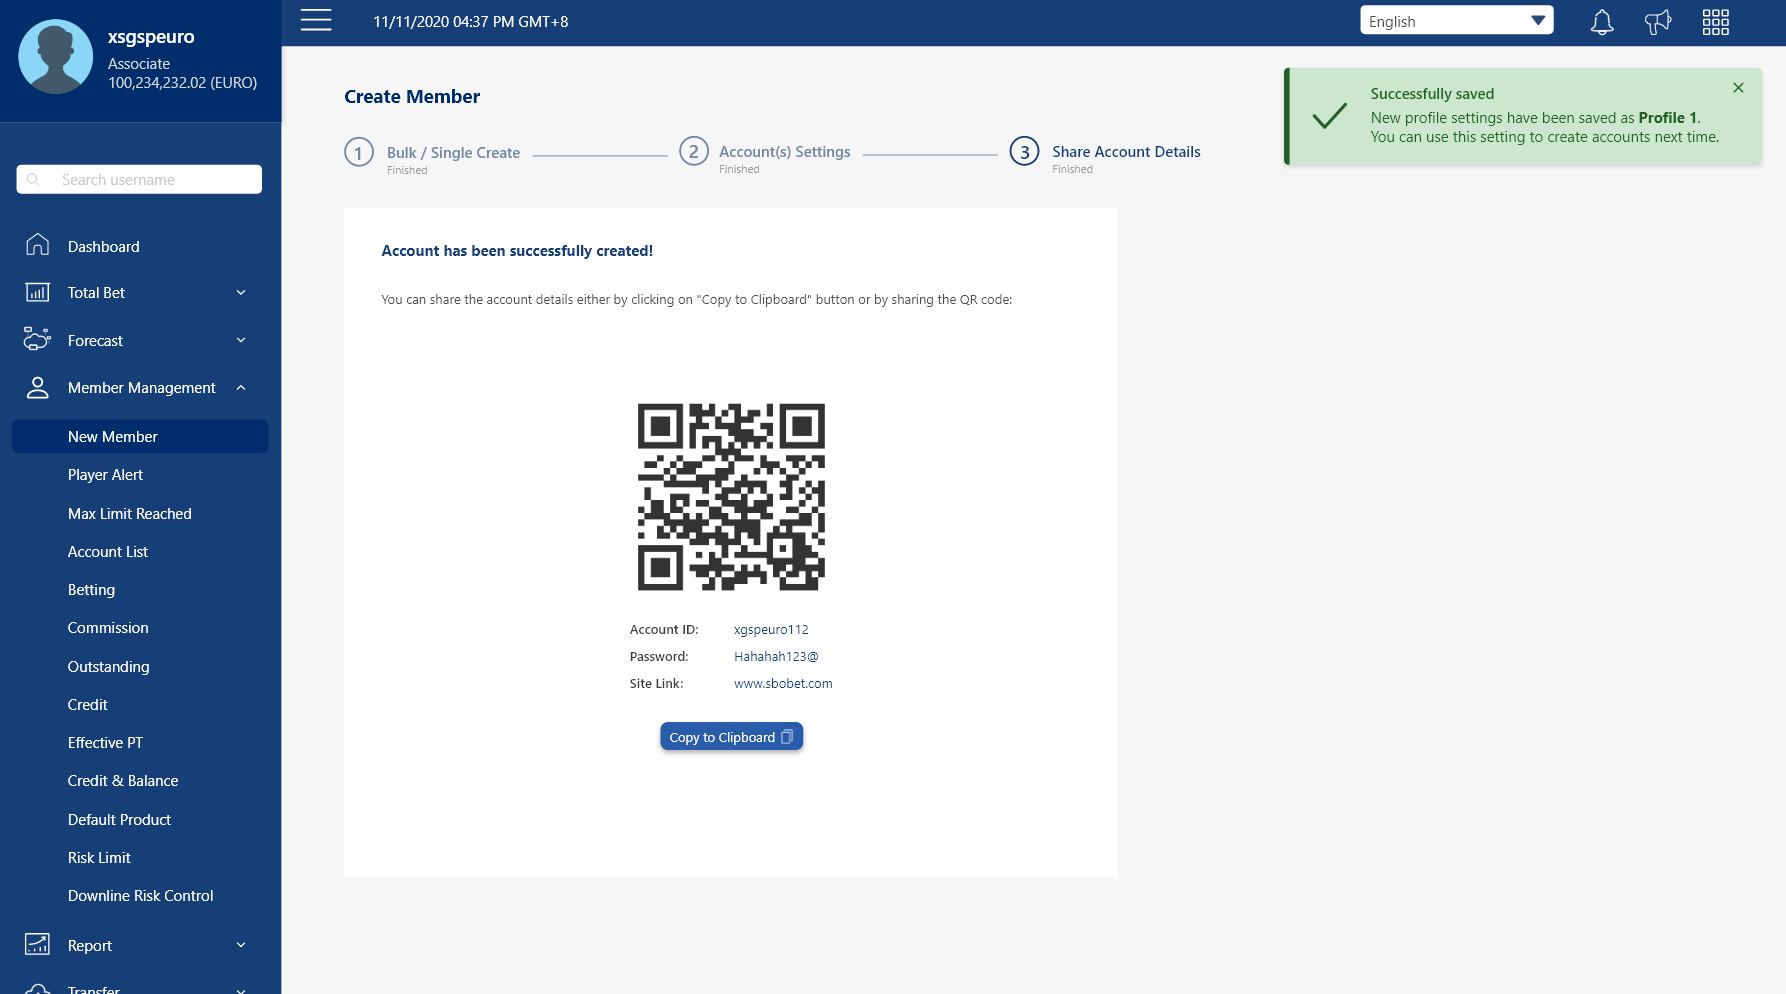 xsgspeuro
Associate
100,234,232.02 (EURO)
11/11/2020 04:37 PM GMT+8
English
Search username
Dashboard
Total Bet
Forecast
Member Management
New Member
Player Alert
Max Limit Reached
Account List
Betting
Commission
Outstanding
Credit
Effective PT
Credit & Balance
Default Product
Risk Limit
Downline Risk Control
Report
Transfer
Create Member
1 Bulk / Single Create
Finished
2 Account(s) Settings
Finished
3 Share Account Details
Finished
Successfully saved
New profile settings have been saved as Profile 1.
You can use this setting to create accounts next time.
Account has been successfully created!
You can share the account details either by clicking on "Copy to Clipboard" button or by sharing the QR code:
Account ID: xgspeuro112
Password: Hahahah123@
Site Link: www.sbobet.com
Copy to Clipboard